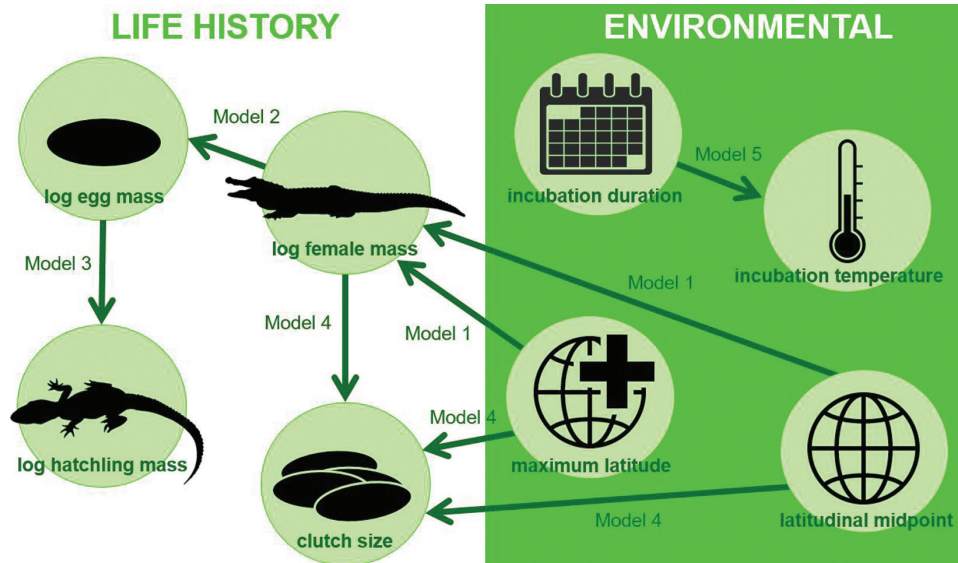 LIFE HISTORY
ENVIRONMENTAL
Model 2
log egg mass
log female mass
incubation duration
Model 5
incubation temperature
Model 3
Model 4
Model 1
Model 1
log hatchling mass
Model 4
clutch size
maximum latitude
Model 4
latitudinal midpoint